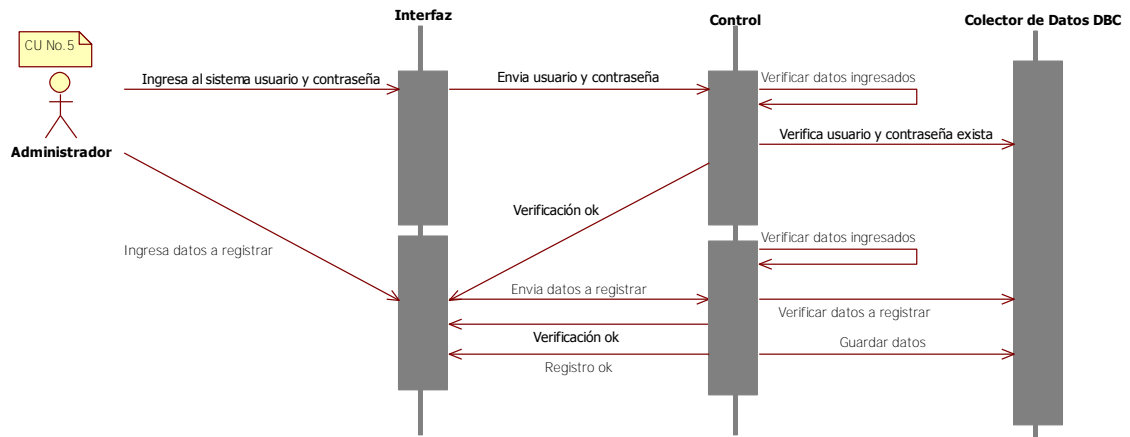 Interfaz
Control
Colector de Datos DBC
CU No.5
Administrador
Ingresa al sistema usuario y contraseña
Envia usuario y contraseña
Verificar datos ingresados
Verifica usuario y contraseña exista
Verificación ok
Ingresa datos a registrar
Verificar datos ingresados
Envia datos a registrar
Verificar datos a registrar
Verificación ok
Guardar datos
Registro ok